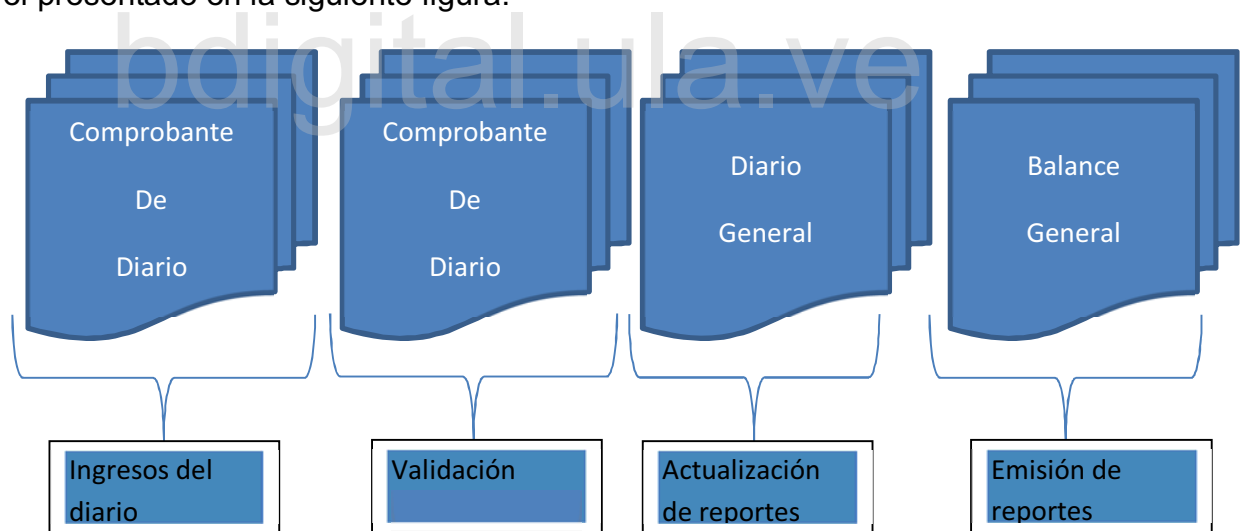 el presentado en la siguiente figura.
bdigital.ula.ve
Comprobante
De
Diario
Comprobante
De
Diario
Diario
General
Balance
General
Ingresos del
diario
Validación
Actualización
de reportes
Emisión de
reportes